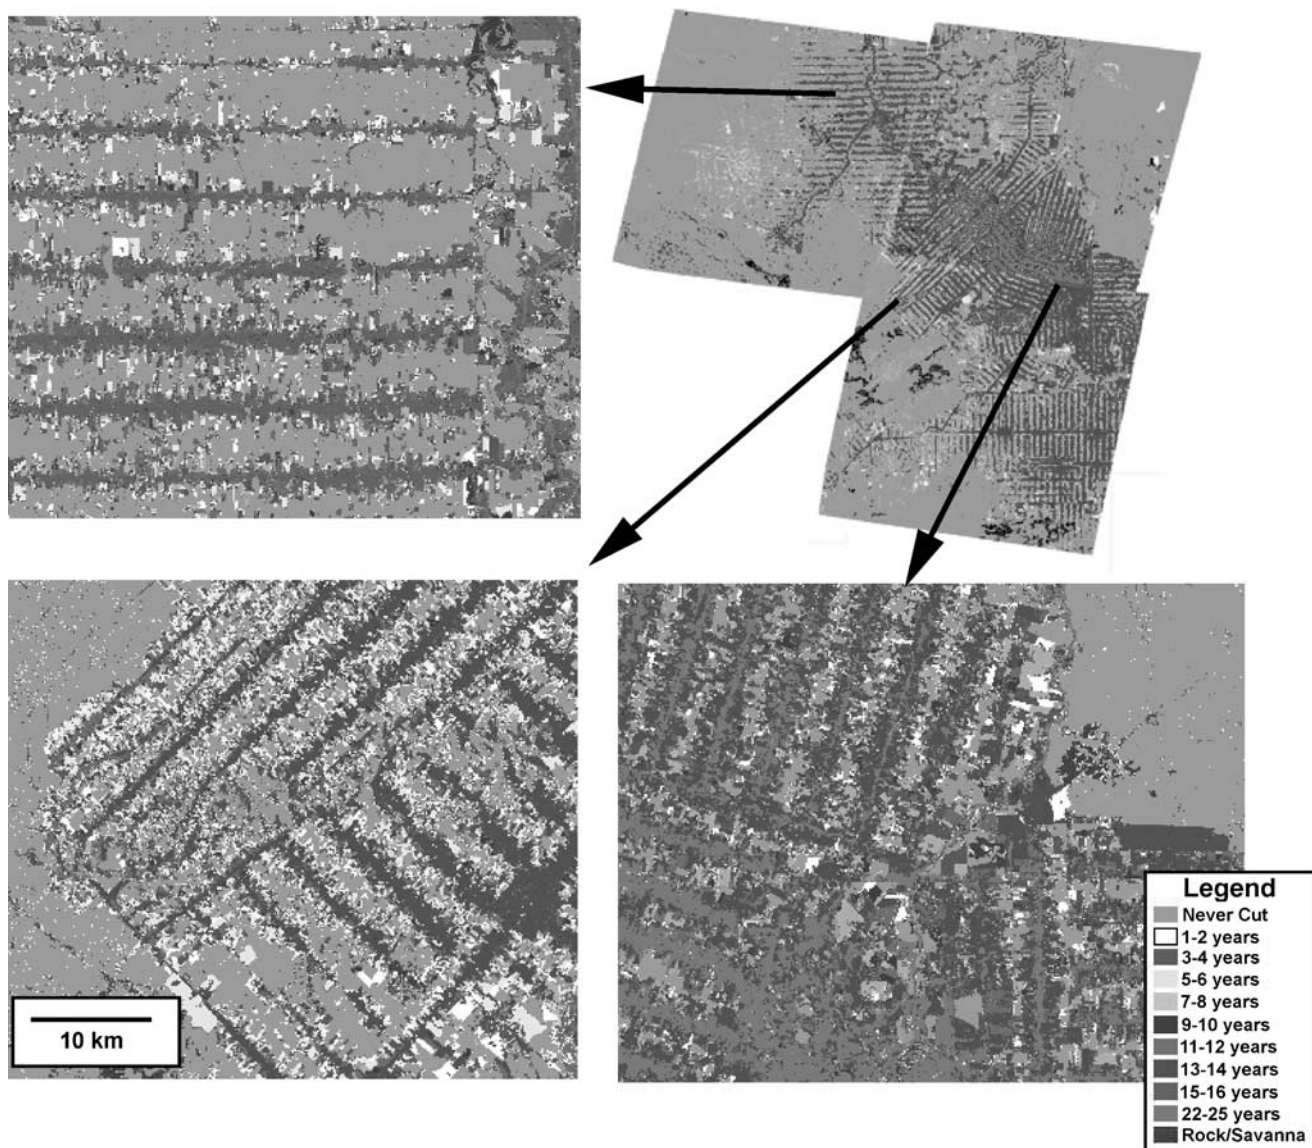 Legend
Never Cut
1-2 years
3-4 years
5-6 years
7-8 years
9-10 years
11-12 years
13-14 years
15-16 years
22-25 years
Rock/Savanna
10 km